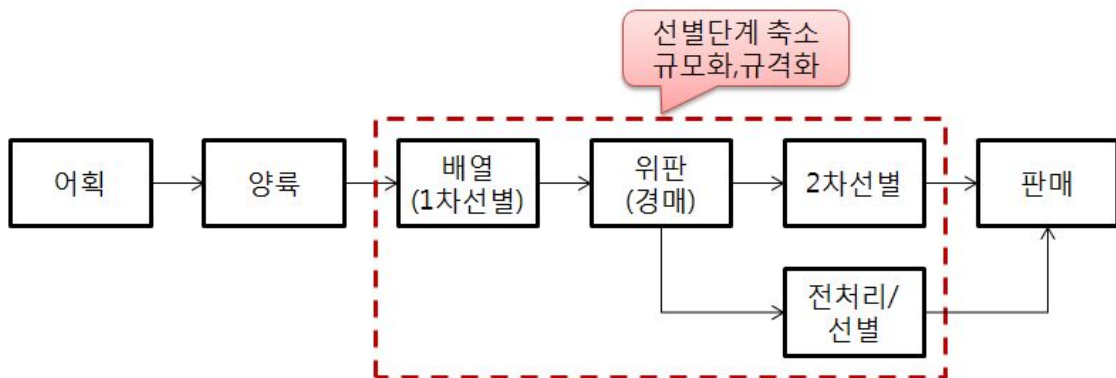 선별단계 축소
규모화,규격화
어획
양륙
배열
(1차선별)
위판
(경매)
2차선별
판매
전처리/
선별